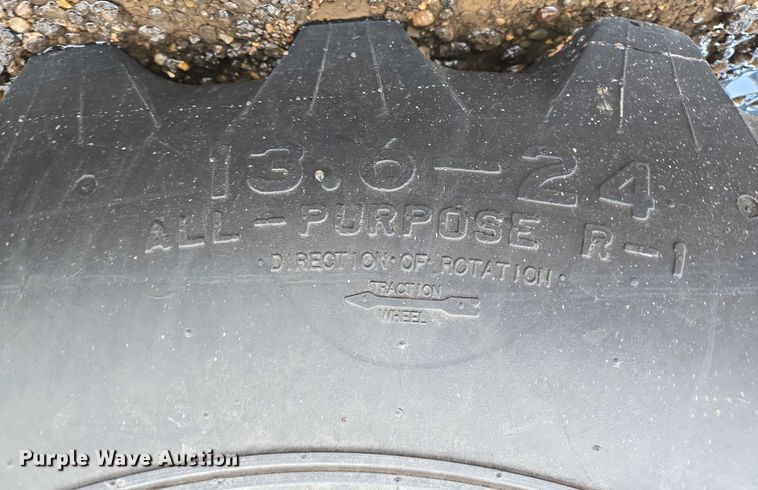 13.6-24
ALL-PURPOSE R-1
·DIRECTION·OF ROTATION·
TRACTION
WHEEL
Purple Wave Auction